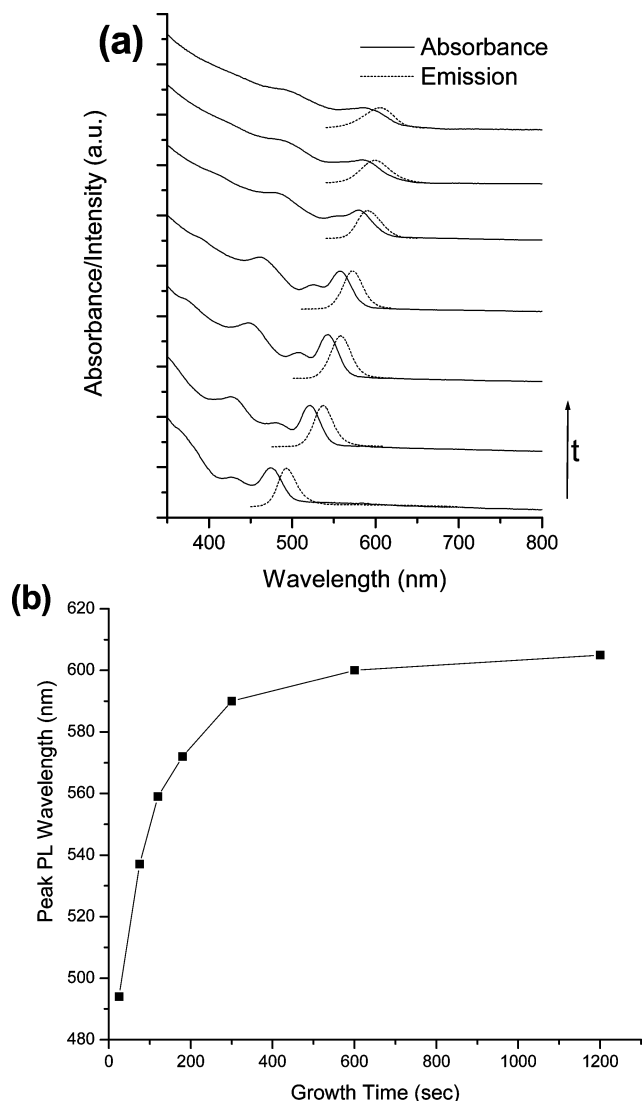 (a)
Absorbance
Emission
Absorbance/Intensity (a.u.)
t
400 500 600 700 800
Wavelength (nm)
(b)
620
600
580
560
540
520
500
480
Peak PL Wavelength (nm)
0 200 400 600 800 1000 1200
Growth Time (sec)